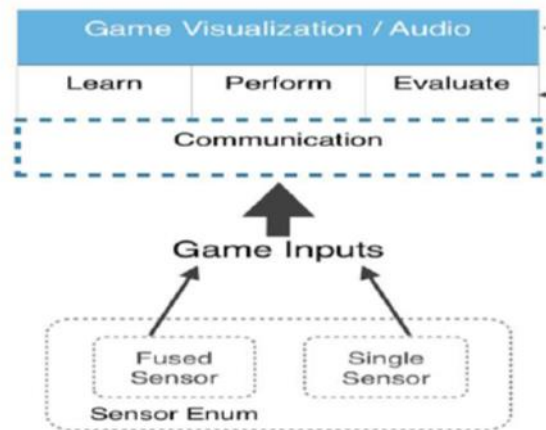 Game Visualization / Audio
Learn Perform Evaluate
Communication
Game Inputs
Fused Sensor Single Sensor
Sensor Enum